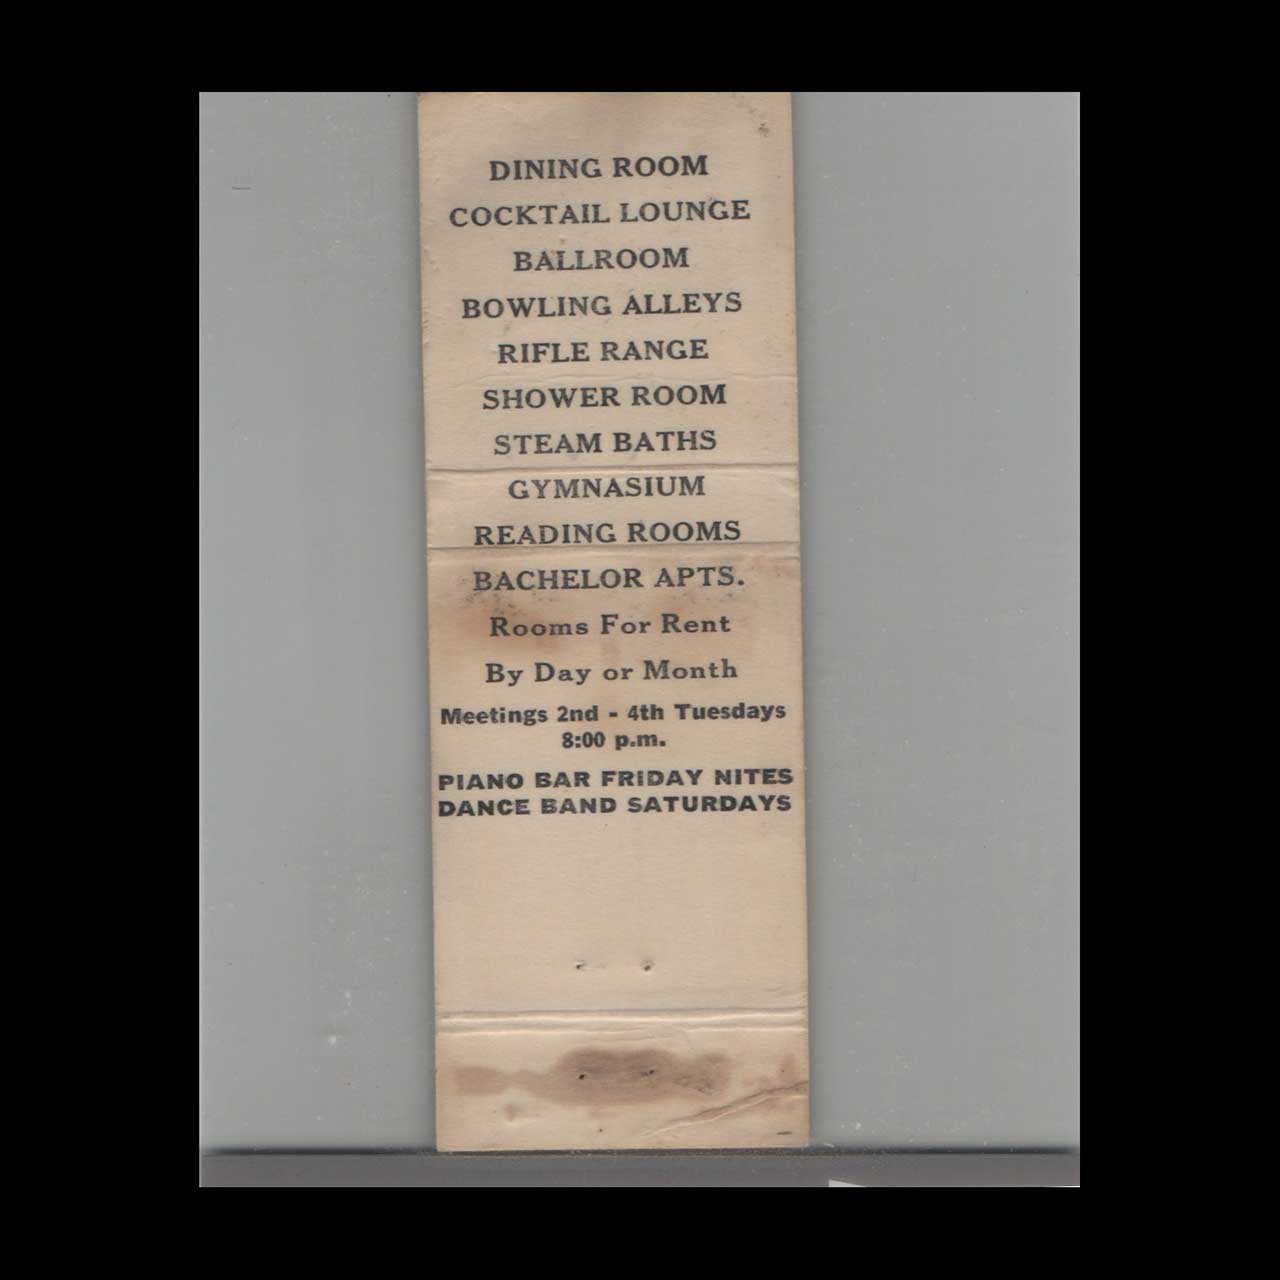 DINING ROOM
COCKTAIL LOUNGE
BALLROOM
BOWLING ALLEYS
RIFLE RANGE
SHOWER ROOM
STEAM BATHS
GYMNASIUM
READING ROOMS
BACHELOR APTS.
Rooms For Rent
By Day or Month
Meetings 2nd - 4th Tuesdays
8:00 p.m.
PIANO BAR FRIDAY NITES
DANCE BAND SATURDAYS